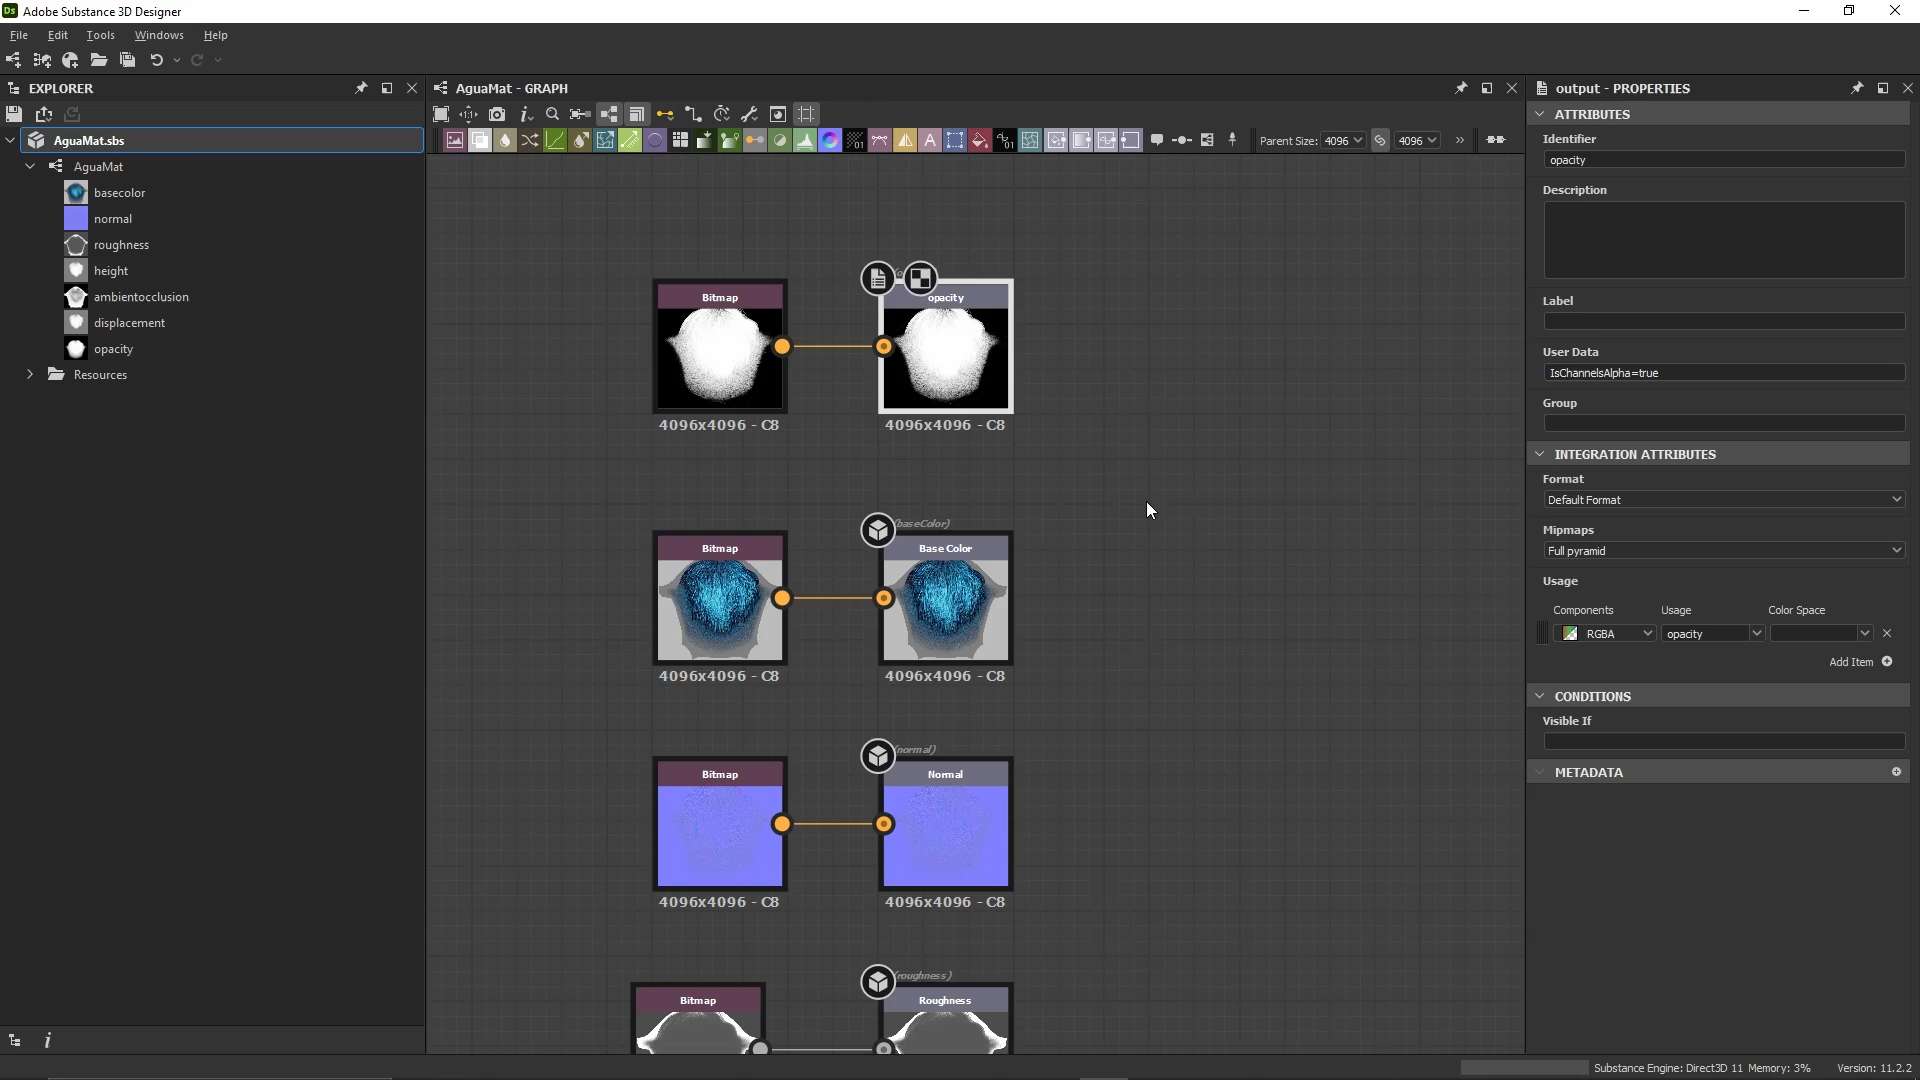 Ds Adobe Substance 3D Designer
File Edit Tools Windows Help
EXPLORER
AguaMat.sbs
AguaMat
basecolor
normal
roughness
height
ambientocclusion
displacement
opacity
Resources
AguaMat - GRAPH
Parent Size: 4096 4096
Bitmap
4096x4096 - C8
opacity
4096x4096 - C8
Bitmap
4096x4096 - C8
(baseColor)
Base Color
4096x4096 - C8
Bitmap
4096x4096 - C8
(normal)
Normal
4096x4096 - C8
Bitmap
(roughness)
Roughness
output - PROPERTIES
ATTRIBUTES
Identifier
opacity
Description
Label
User Data
IsChannelsAlpha=true
Group
INTEGRATION ATTRIBUTES
Format
Default Format
Mipmaps
Full pyramid
Usage
Components Usage Color Space
RGBA opacity
Add Item
CONDITIONS
Visible If
METADATA
Substance Engine: Direct3D 11 Memory: 3% Version: 11.2.2